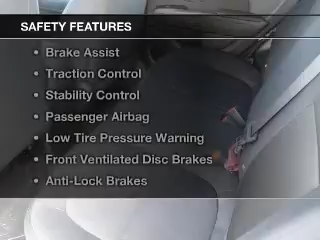 SAFETY FEATURES
• Brake Assist
• Traction Control
• Stability Control
• Passenger Airbag
• Low Tire Pressure Warning
• Front Ventilated Disc Brakes
• Anti-Lock Brakes